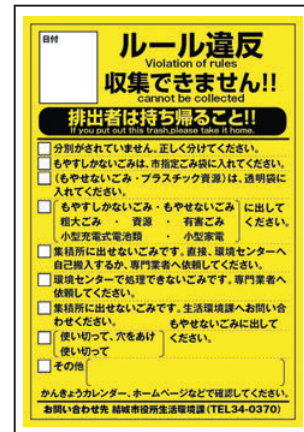 日付
ルール違反
Violation of rules
収集できません!!
cannot be collected
排出者は持ち帰ること!!
If you put out this trash,please take it home.
分別がされていません。正しく分けてください。
もやすしかないごみは、市指定ごみ袋に入れてください。
(もやせないごみ・プラスチック資源)は、透明袋に
入れてください。
もやすしかないごみ・もやせないごみ
粗大ごみ ・ 資源 ・ 有害ごみ
小型充電式電池類 ・ 小型家電
に出して
ください。
集積所に出せないごみです。直接、環境センターへ
自己搬入するか、専門業者へ依頼してください。
環境センターで処理できないごみです。専門業者へ
依頼してください。
集積所に出せないごみです。生活環境課へお問い合
わせください。
使い切って、穴をあけ
使い切って
もやせないごみに出して
ください。
その他
かんきょうカレンダー、ホームページなどで確認してください。
お問い合わせ先 結城市役所生活環境課(TEL34-0370)